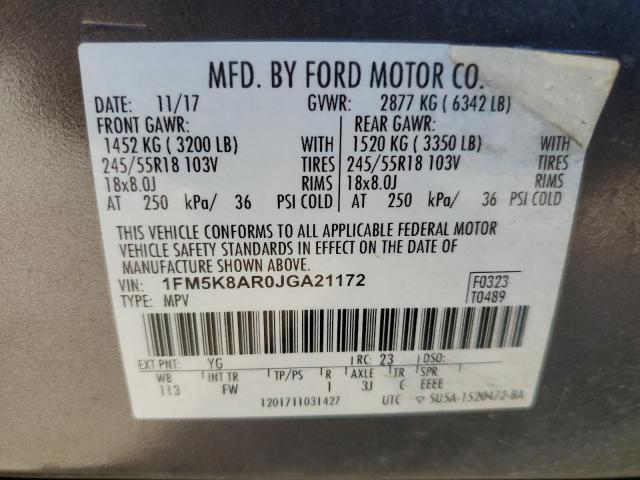 MFD. BY FORD MOTOR CO.
DATE: 11/17 GVWR: 2877 KG ( 6342 LB)
FRONT GAWR: REAR GAWR:
1452 KG ( 3200 LB) WITH 1520 KG ( 3350 LB) WITH
245/55R18 103V TIRES 245/55R18 103V TIRES
18x8.0J RIMS 18x8.0J RIMS
AT 250 kPa/ 36 PSI COLD AT 250 kPa/ 36 PSI COLD
THIS VEHICLE CONFORMS TO ALL APPLICABLE FEDERAL MOTOR
VEHICLE SAFETY STANDARDS IN EFFECT ON THE DATE OF
MANUFACTURE SHOWN ABOVE.
VIN: 1FM5K8AR0JGA21172 F0323
TYPE: MPV T0489
EXT PNT: YG RC: 23 DSO:
WB INT TR TP/PS R AXLE TR SPR
113 FW 1 3J EEEE
1201711031427 UTC 5U5A-1520472-BA